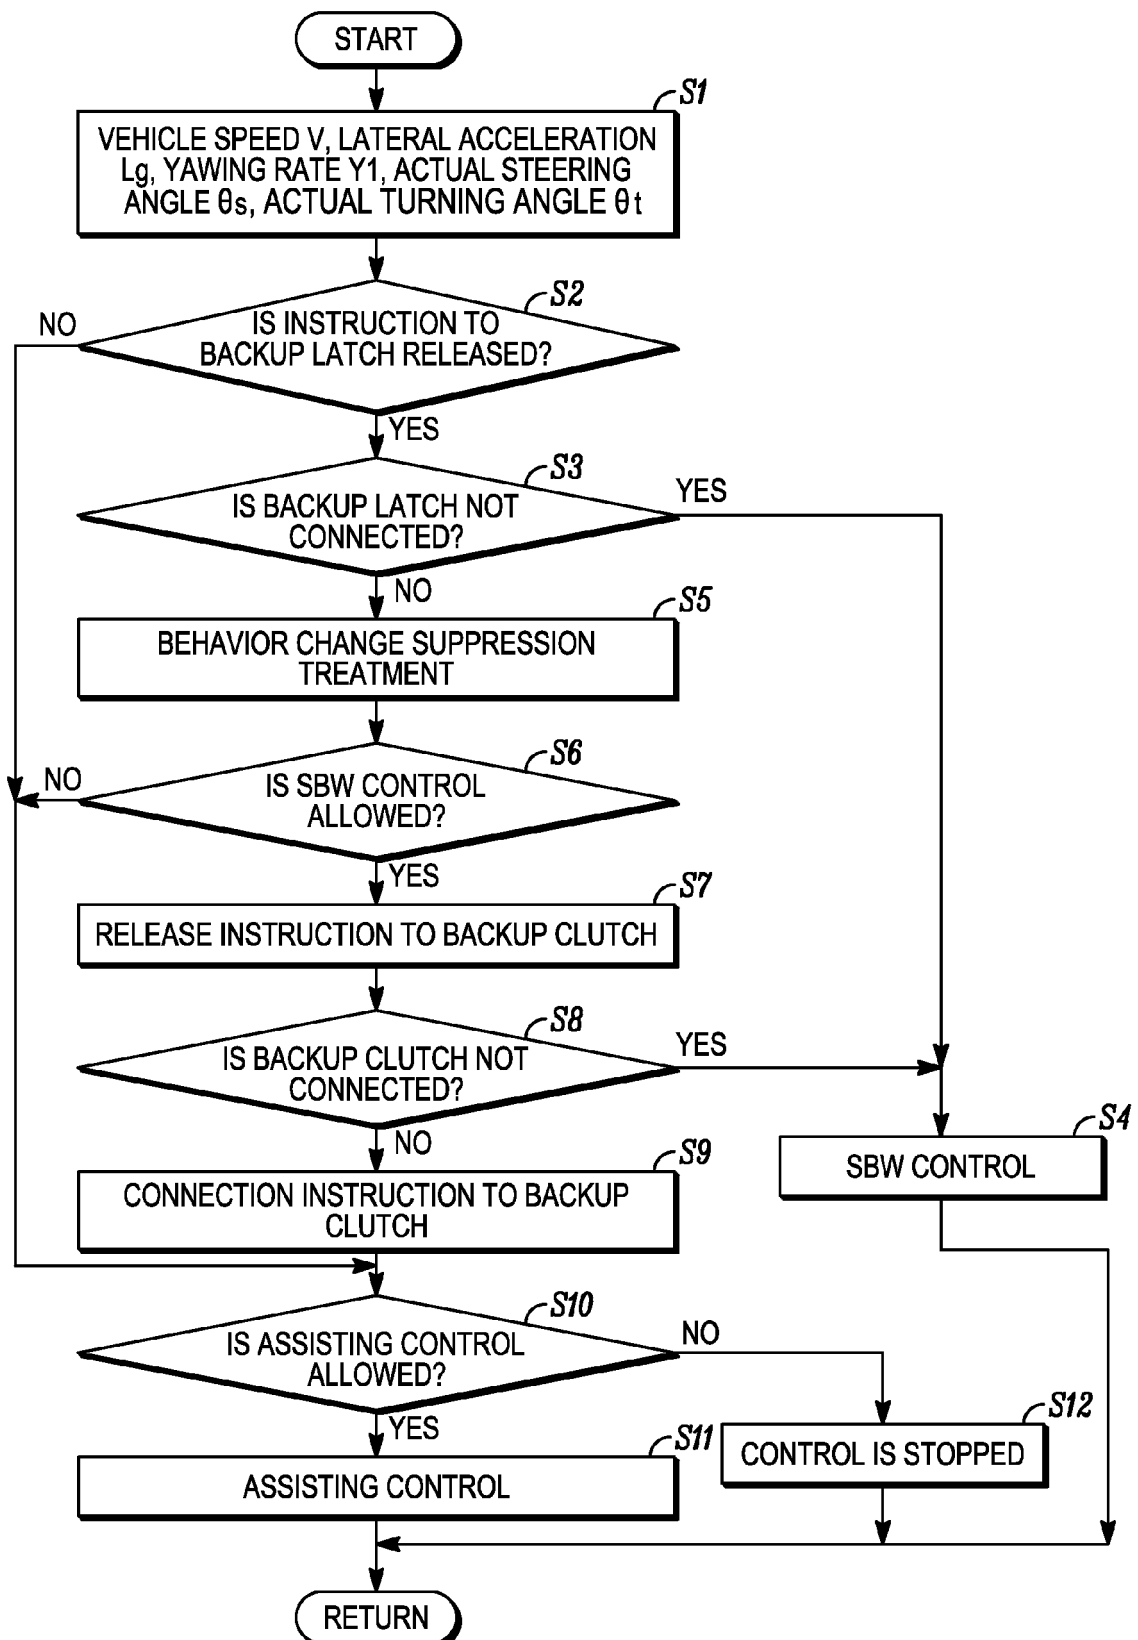 START
S1
VEHICLE SPEED V, LATERAL ACCELERATION
Lg, YAWING RATE Y1, ACTUAL STEERING
ANGLE θs, ACTUAL TURNING ANGLE θt
S2
NO
IS INSTRUCTION TO
BACKUP LATCH RELEASED?
YES
S3
IS BACKUP LATCH NOT
CONNECTED?
YES
NO
S5
BEHAVIOR CHANGE SUPPRESSION
TREATMENT
S6
NO
IS SBW CONTROL
ALLOWED?
YES
S7
RELEASE INSTRUCTION TO BACKUP CLUTCH
S8
IS BACKUP CLUTCH NOT
CONNECTED?
YES
NO
S4
SBW CONTROL
S9
CONNECTION INSTRUCTION TO BACKUP
CLUTCH
S10
IS ASSISTING CONTROL
ALLOWED?
NO
YES
S12
CONTROL IS STOPPED
S11
ASSISTING CONTROL
RETURN